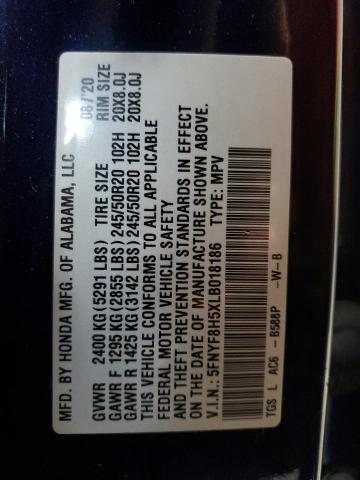 MFD. BY HONDA MFG. OF ALABAMA, LLC 08/'20
GVWR 2400 KG (5291 LBS) TIRE SIZE RIM SIZE
GAWR F 1295 KG (2855 LBS) 245/50R20 102H 20X8.0J
GAWR R 1425 KG (3142 LBS) 245/50R20 102H 20X8.0J
THIS VEHICLE CONFORMS TO ALL APPLICABLE
FEDERAL MOTOR VEHICLE SAFETY
AND THEFT PREVENTION STANDARDS IN EFFECT
ON THE DATE OF MANUFACTURE SHOWN ABOVE.
V.I.N.: 5FNYF8H5XLB018186 TYPE: MPV
TGS L AC6 - B588P -W-B